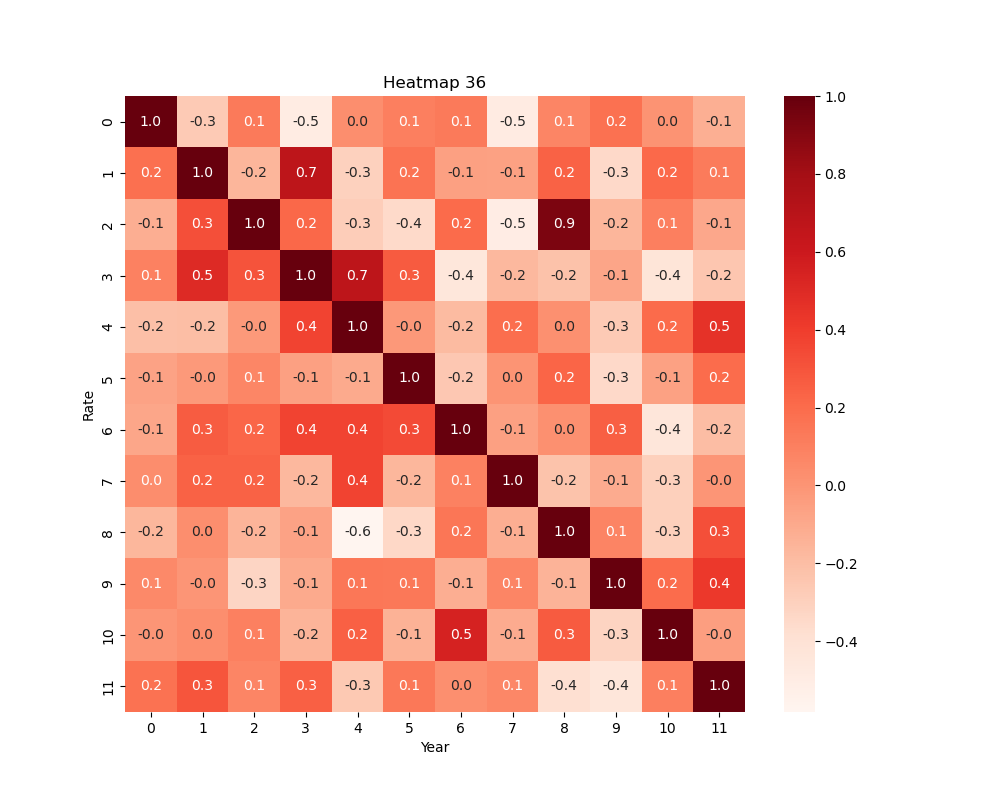 Heatmap 36
0 1.0 -0.3 0.1 -0.5 0.0 0.1 0.1 -0.5 0.1 0.2 0.0 -0.1
1 0.2 1.0 -0.2 0.7 -0.3 0.2 -0.1 -0.1 0.2 -0.3 0.2 0.1
2 -0.1 0.3 1.0 0.2 -0.3 -0.4 0.2 -0.5 0.9 -0.2 0.1 -0.1
3 0.1 0.5 0.3 1.0 0.7 0.3 -0.4 -0.2 -0.2 -0.1 -0.4 -0.2
4 -0.2 -0.2 -0.0 0.4 1.0 -0.0 -0.2 0.2 0.0 -0.3 0.2 0.5
5 -0.1 -0.0 0.1 -0.1 -0.1 1.0 -0.2 0.0 0.2 -0.3 -0.1 0.2
6 -0.1 0.3 0.2 0.4 0.4 0.3 1.0 -0.1 0.0 0.3 -0.4 -0.2
7 0.0 0.2 0.2 -0.2 0.4 -0.2 0.1 1.0 -0.2 -0.1 -0.3 -0.0
8 -0.2 0.0 -0.2 -0.1 -0.6 -0.3 0.2 -0.1 1.0 0.1 -0.3 0.3
9 0.1 -0.0 -0.3 -0.1 0.1 0.1 -0.1 0.1 -0.1 1.0 0.2 0.4
10 -0.0 0.0 0.1 -0.2 0.2 -0.1 0.5 -0.1 0.3 -0.3 1.0 -0.0
11 0.2 0.3 0.1 0.3 -0.3 0.1 0.0 0.1 -0.4 -0.4 0.1 1.0
0 1 2 3 4 5 6 7 8 9 10 11
Year
Rate
1.0
0.8
0.6
0.4
0.2
0.0
−0.2
−0.4